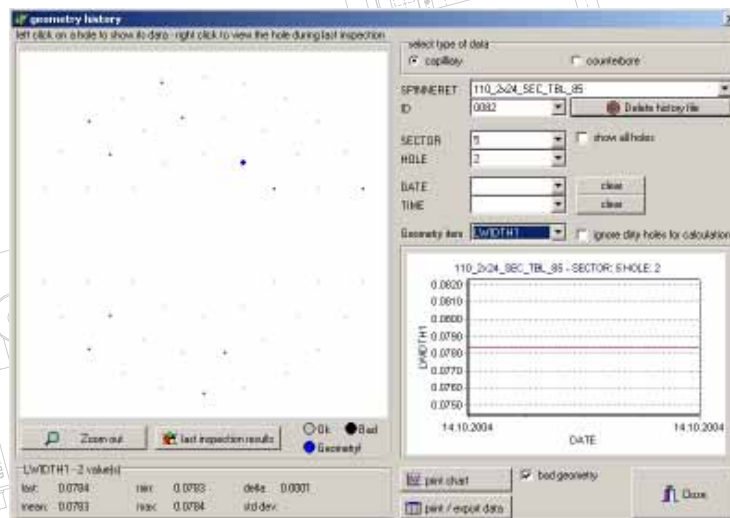 geometry history
left click on a hole to show its data - right click to view the hole during last inspection
select type of data
capillary
counterbore
SPINNERET 110_2x24_SEC_TBL_85
ID 0082 Delete history file
SECTOR 5 show all holes
HOLE 2
DATE clear
TIME clear
Geometry item LWIDTH1 ignore dirty holes for calculation
110_2x24_SEC_TBL_85 - SECTOR: 5 HOLE: 2
0.0820
0.0810
0.0800
0.0790
0.0780
0.0770
0.0760
0.0750
LWIDTH1
14.10.2004 14.10.2004
DATE
Zoom out last inspection results
Ok Bad
Geometry!
LWIDTH1 - 2 value(s)
last: 0.0784 min: 0.0783 delta: 0.0001
mean: 0.0783 max: 0.0784 std dev:
print chart bad geometry
print / export data
Close